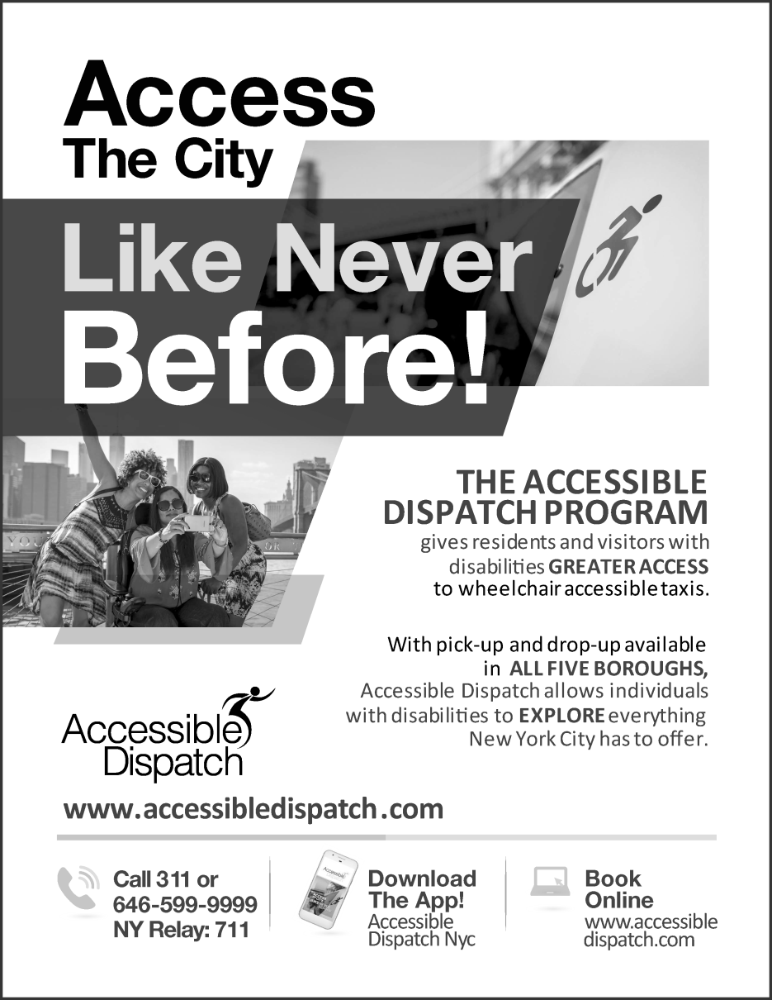 Access
The City
Like Never
Before!
YOU
OR
THE ACCESSIBLE
DISPATCH PROGRAM
gives residents and visitors with
disabilities GREATER ACCESS
to wheelchair accessible taxis.
With pick-up and drop-up available
in ALL FIVE BOROUGHS,
Accessible Dispatch allows individuals
with disabilities to EXPLORE everything
New York City has to offer.
Accessible
Dispatch
www.accessibledispatch.com
Call 311 or
646-599-9999
NY Relay: 711
Accessible
Download
The App!
Accessible
Dispatch Nyc
Book
Online
www.accessible
dispatch.com